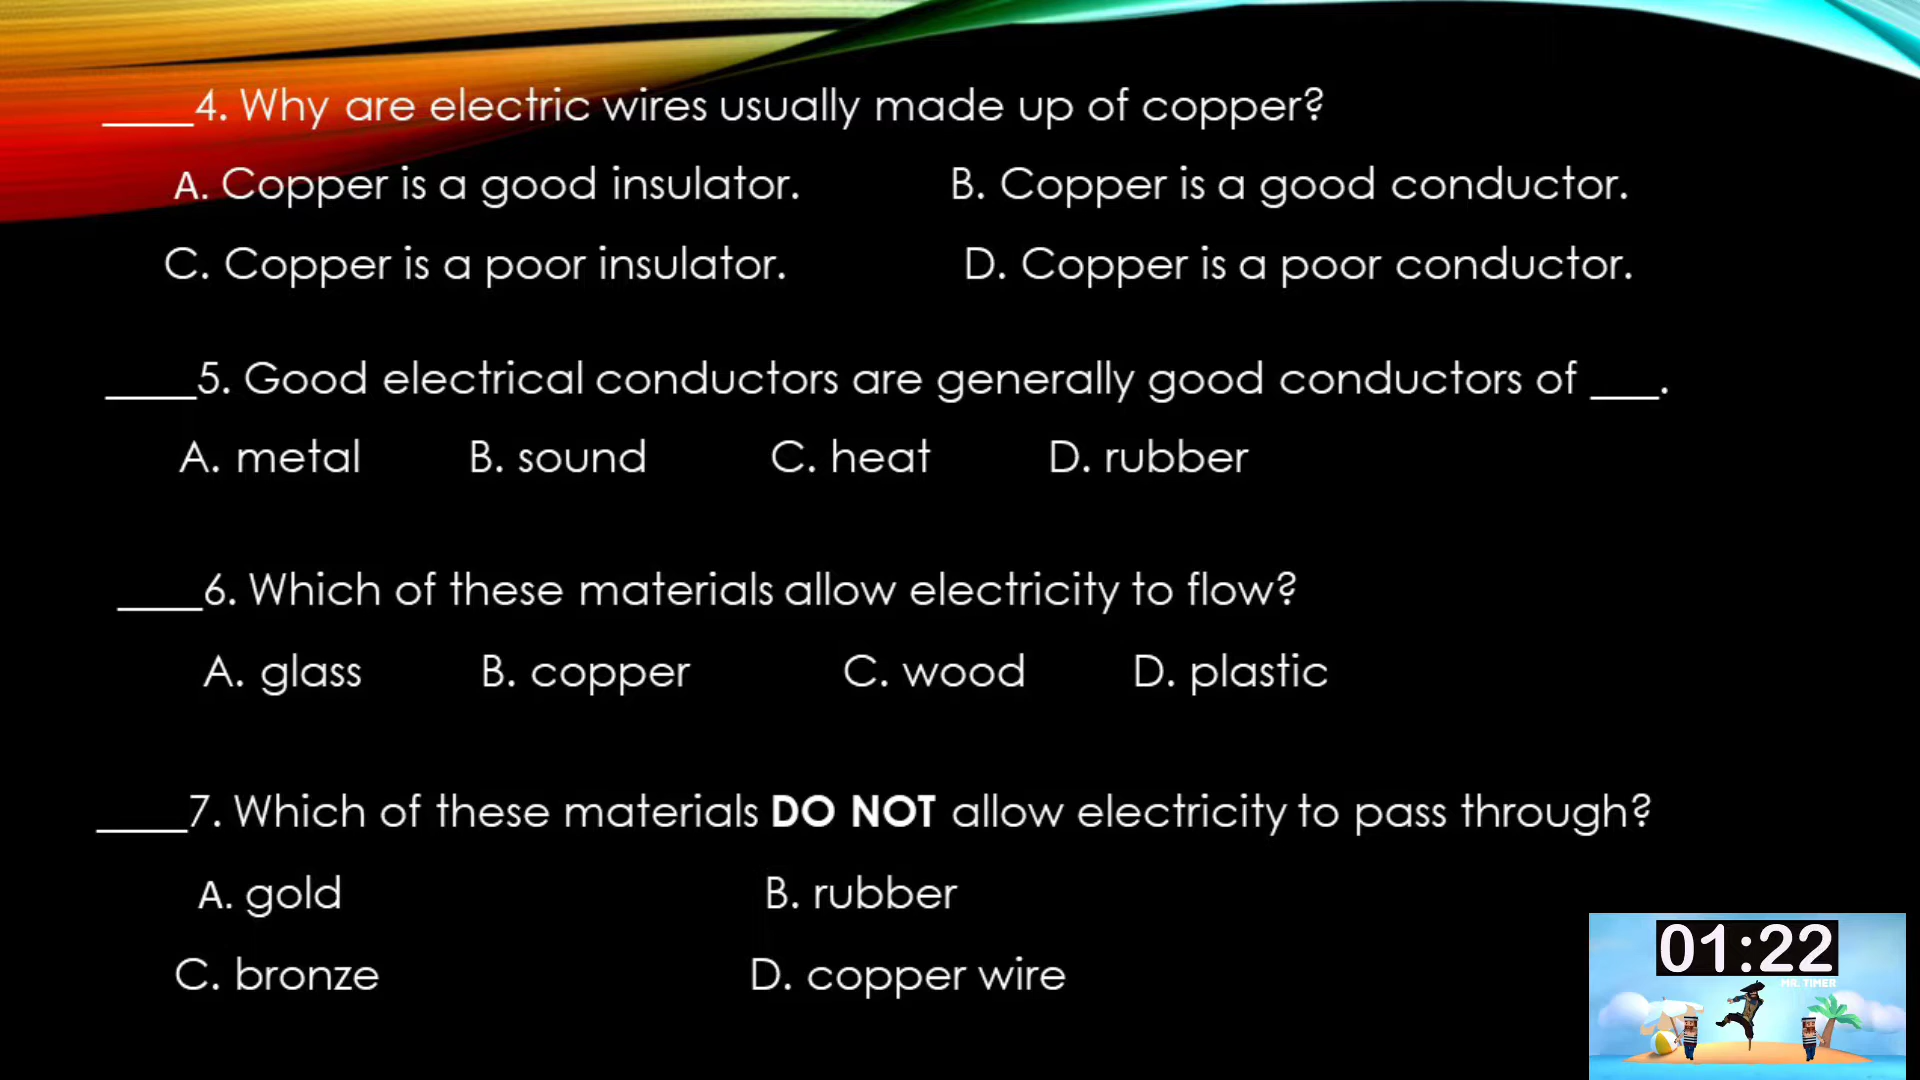 ____4. Why are electric wires usually made up of copper?
A. Copper is a good insulator. B. Copper is a good conductor.
C. Copper is a poor insulator. D. Copper is a poor conductor.
____5. Good electrical conductors are generally good conductors of ___.
A. metal B. sound C. heat D. rubber
____6. Which of these materials allow electricity to flow?
A. glass B. copper C. wood D. plastic
____7. Which of these materials DO NOT allow electricity to pass through?
A. gold B. rubber
C. bronze D. copper wire
01:22
MR. TIMER